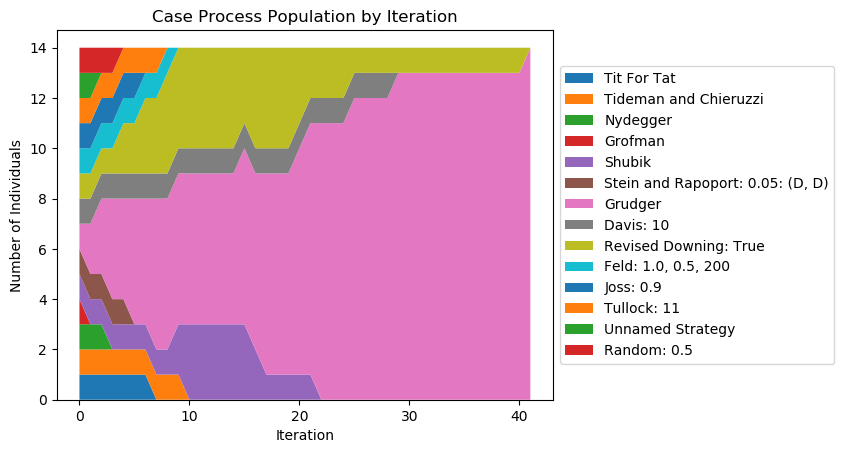 Case Process Population by Iteration
Number of Individuals
14
12
10
8
6
4
2
0
0 10 20 30 40
Iteration
Tit For Tat
Tideman and Chieruzzi
Nydegger
Grofman
Shubik
Stein and Rapoport: 0.05: (D, D)
Grudger
Davis: 10
Revised Downing: True
Feld: 1.0, 0.5, 200
Joss: 0.9
Tullock: 11
Unnamed Strategy
Random: 0.5